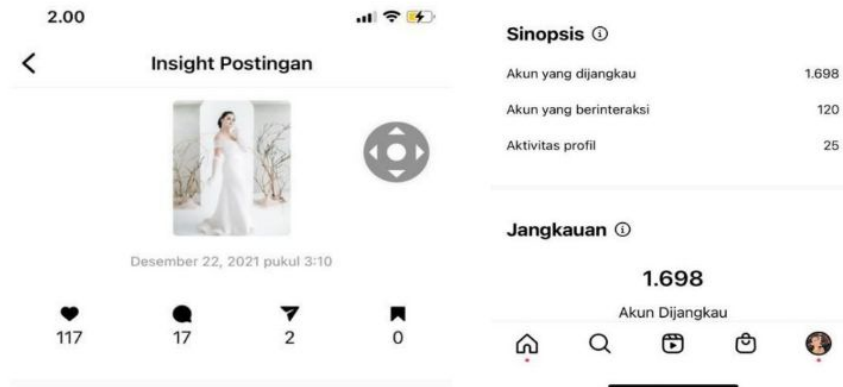 2.00
Insight Postingan
Desember 22, 2021 pukul 3:10
117 17 2 0
Sinopsis
Akun yang dijangkau 1.698
Akun yang berinteraksi 120
Aktivitas profil 25
Jangkauan
1.698
Akun Dijangkau